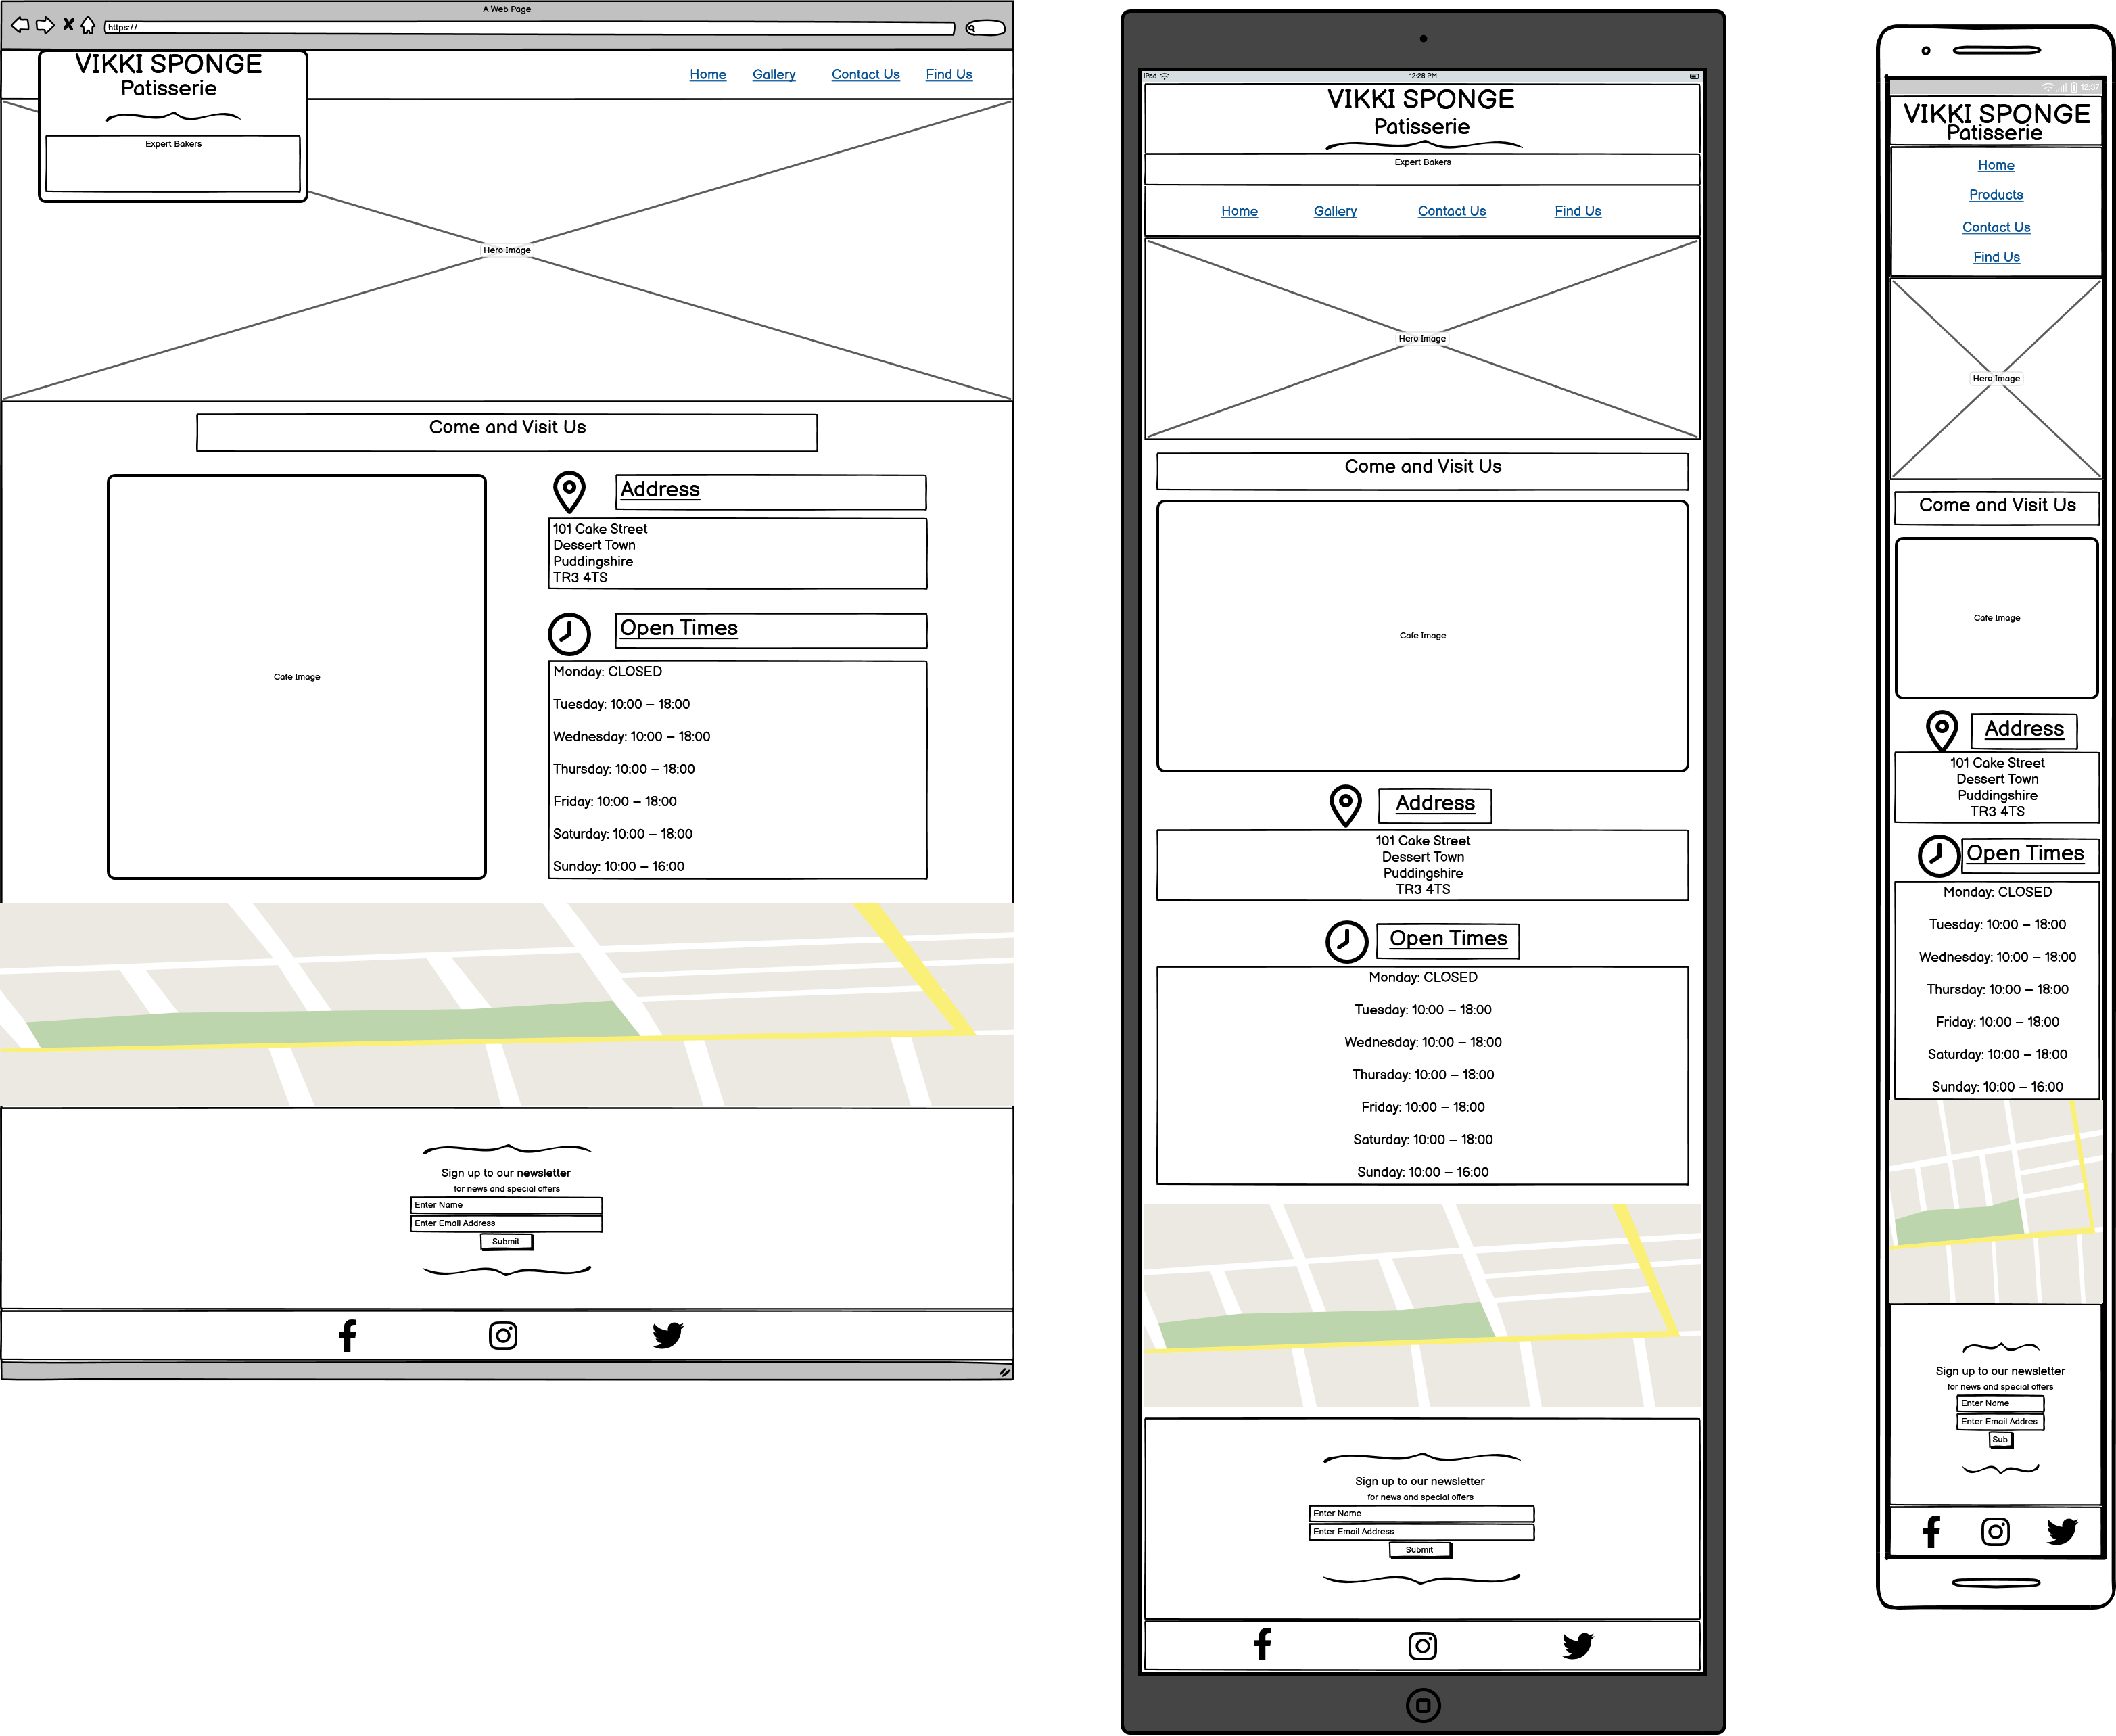 A Web Page
https://
VIKKI SPONGE
Patisserie
Expert Bakers
Home Gallery Contact Us Find Us
Hero Image
Come and Visit Us
Cafe Image
Address
101 Cake Street
Dessert Town
Puddingshire
TR3 4TS
Open Times
Monday: CLOSED
Tuesday: 10:00 – 18:00
Wednesday: 10:00 – 18:00
Thursday: 10:00 – 18:00
Friday: 10:00 – 18:00
Saturday: 10:00 – 18:00
Sunday: 10:00 – 16:00
Sign up to our newsletter
for news and special offers
Enter Name
Enter Email Address
Submit
iPad 12:28 PM
VIKKI SPONGE
Patisserie
Expert Bakers
Home Gallery Contact Us Find Us
Hero Image
Come and Visit Us
Cafe Image
Address
101 Cake Street
Dessert Town
Puddingshire
TR3 4TS
Open Times
Monday: CLOSED
Tuesday: 10:00 – 18:00
Wednesday: 10:00 – 18:00
Thursday: 10:00 – 18:00
Friday: 10:00 – 18:00
Saturday: 10:00 – 18:00
Sunday: 10:00 – 16:00
Sign up to our newsletter
for news and special offers
Enter Name
Enter Email Address
Submit
12:37
VIKKI SPONGE
Patisserie
Home
Products
Contact Us
Find Us
Hero Image
Come and Visit Us
Cafe Image
Address
101 Cake Street
Dessert Town
Puddingshire
TR3 4TS
Open Times
Monday: CLOSED
Tuesday: 10:00 – 18:00
Wednesday: 10:00 – 18:00
Thursday: 10:00 – 18:00
Friday: 10:00 – 18:00
Saturday: 10:00 – 18:00
Sunday: 10:00 – 16:00
Sign up to our newsletter
for news and special offers
Enter Name
Enter Email Addres
Sub